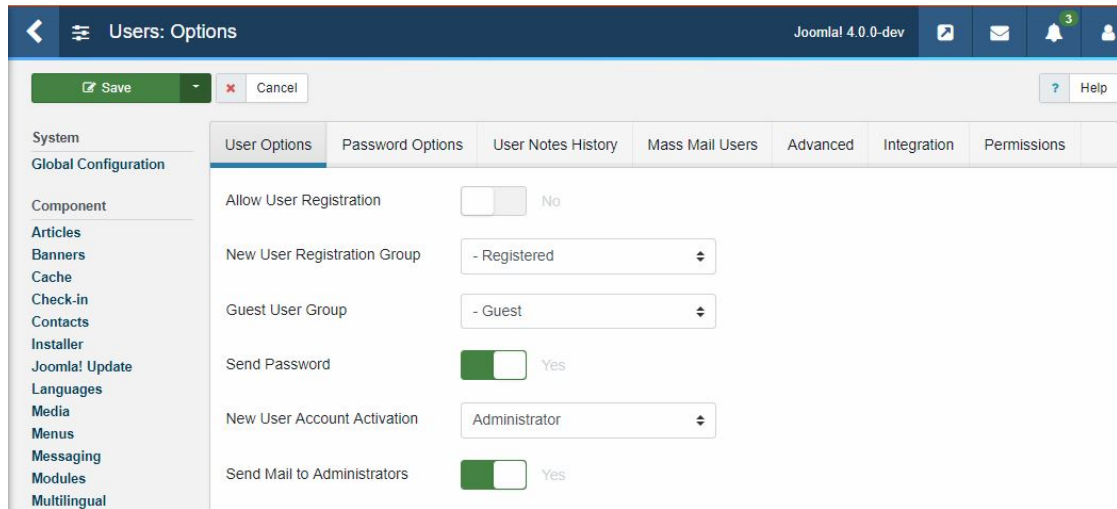 Users: Options
Joomla! 4.0.0-dev
3
Save
Cancel
? Help
System
Global Configuration
Component
Articles
Banners
Cache
Check-in
Contacts
Installer
Joomla! Update
Languages
Media
Menus
Messaging
Modules
Multilingual
User Options Password Options User Notes History Mass Mail Users Advanced Integration Permissions
Allow User Registration No
New User Registration Group - Registered
Guest User Group - Guest
Send Password Yes
New User Account Activation Administrator
Send Mail to Administrators Yes